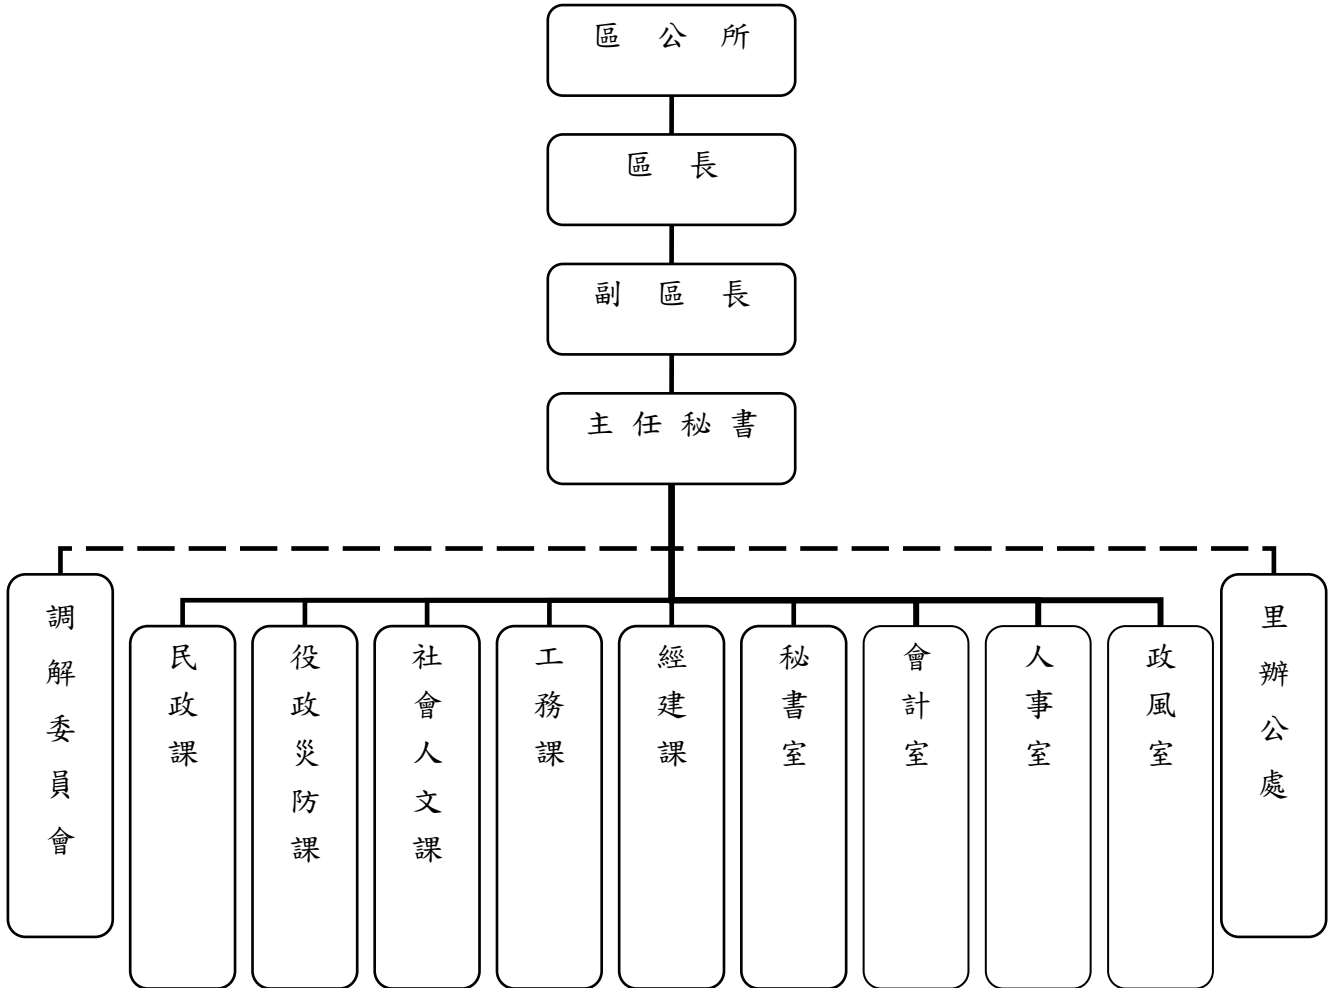 區公所
區長
副區長
主任秘書
調解委員會
民政課
役政災防課
社會人文課
工務課
經建課
秘書室
會計室
人事室
政風室
里辦公處